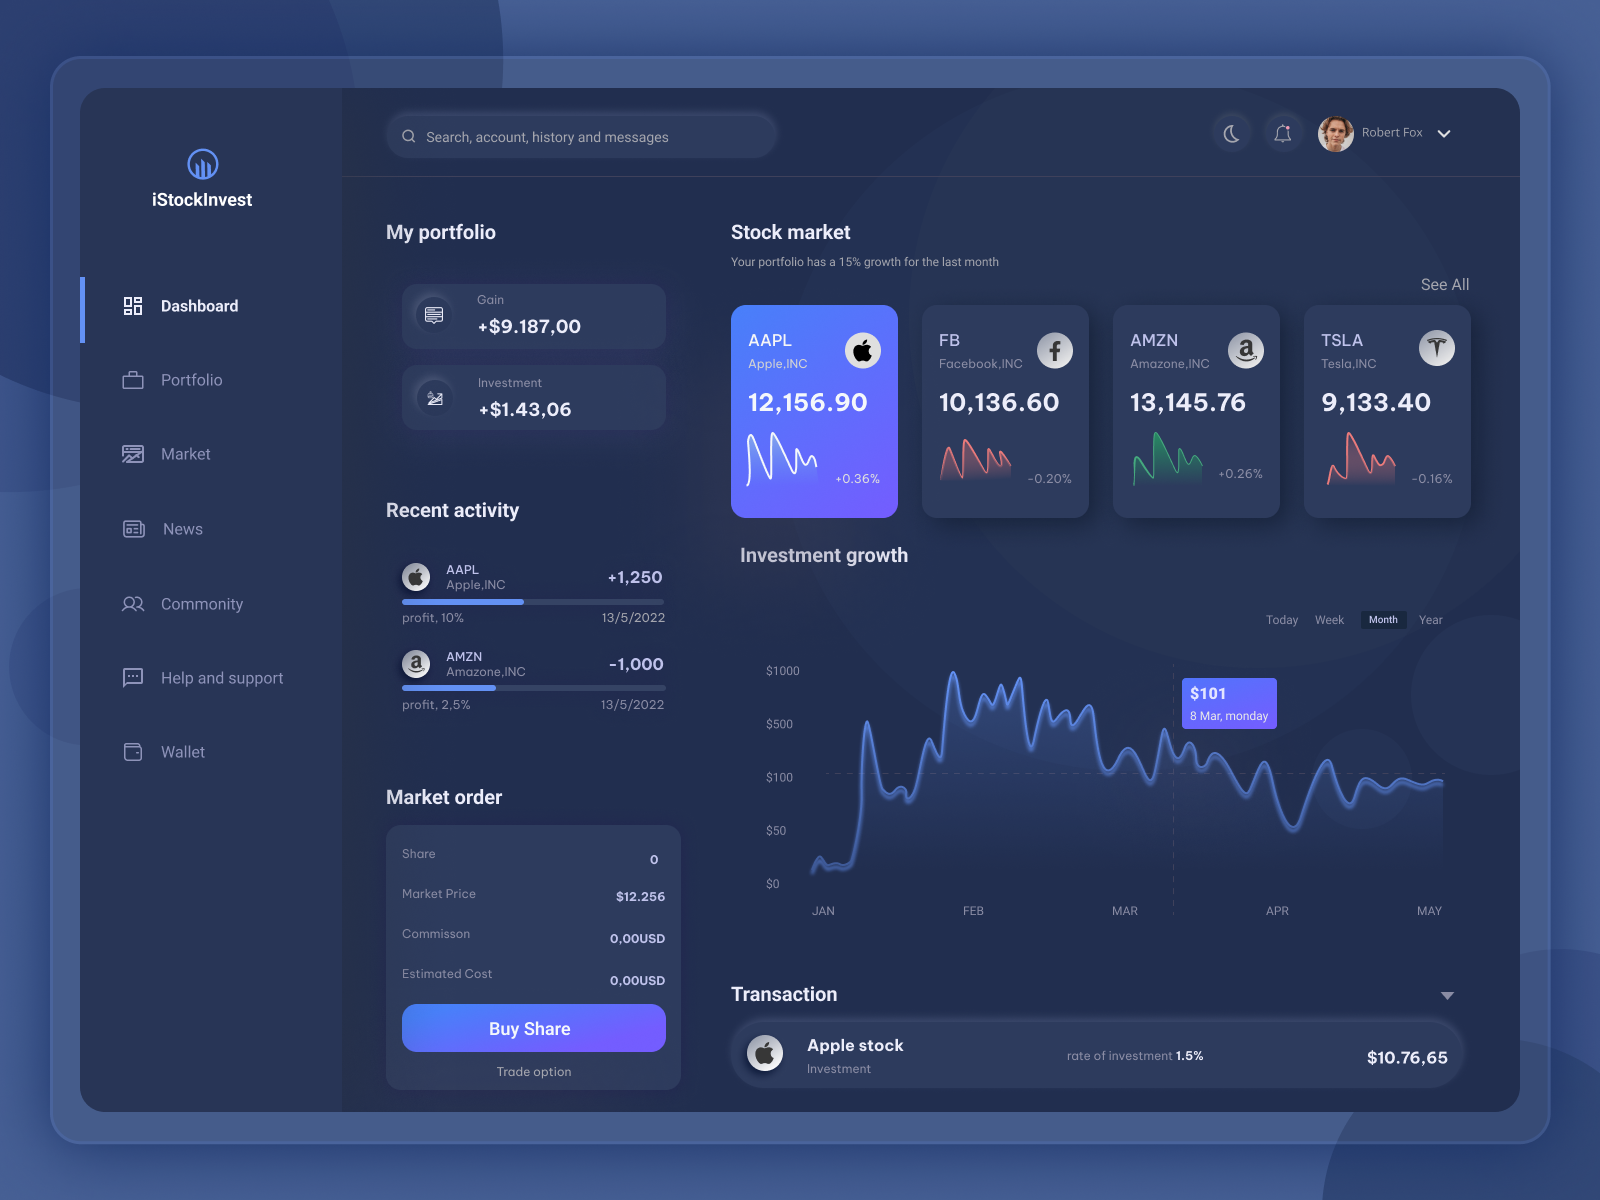 iStockInvest
Dashboard
Portfolio
Market
News
Commonity
Help and support
Wallet
Search, account, history and messages
Robert Fox
My portfolio
Gain
+$9.187,00
Investment
+$1.43,06
Recent activity
AAPL
Apple,INC
+1,250
profit, 10%
13/5/2022
AMZN
Amazone,INC
-1,000
profit, 2,5%
13/5/2022
Market order
Share
0
Market Price
$12.256
Commisson
0,00USD
Estimated Cost
0,00USD
Buy Share
Trade option
Stock market
Your portfolio has a 15% growth for the last month
See All
AAPL
Apple,INC
12,156.90
+0.36%
FB
Facebook,INC
10,136.60
-0.20%
AMZN
Amazone,INC
13,145.76
+0.26%
TSLA
Tesla,INC
9,133.40
-0.16%
Investment growth
Today Week Month Year
$1000
$500
$100
$50
$0
$101
8 Mar, monday
JAN FEB MAR APR MAY
Transaction
Apple stock
Investment
rate of investment 1.5%
$10.76,65